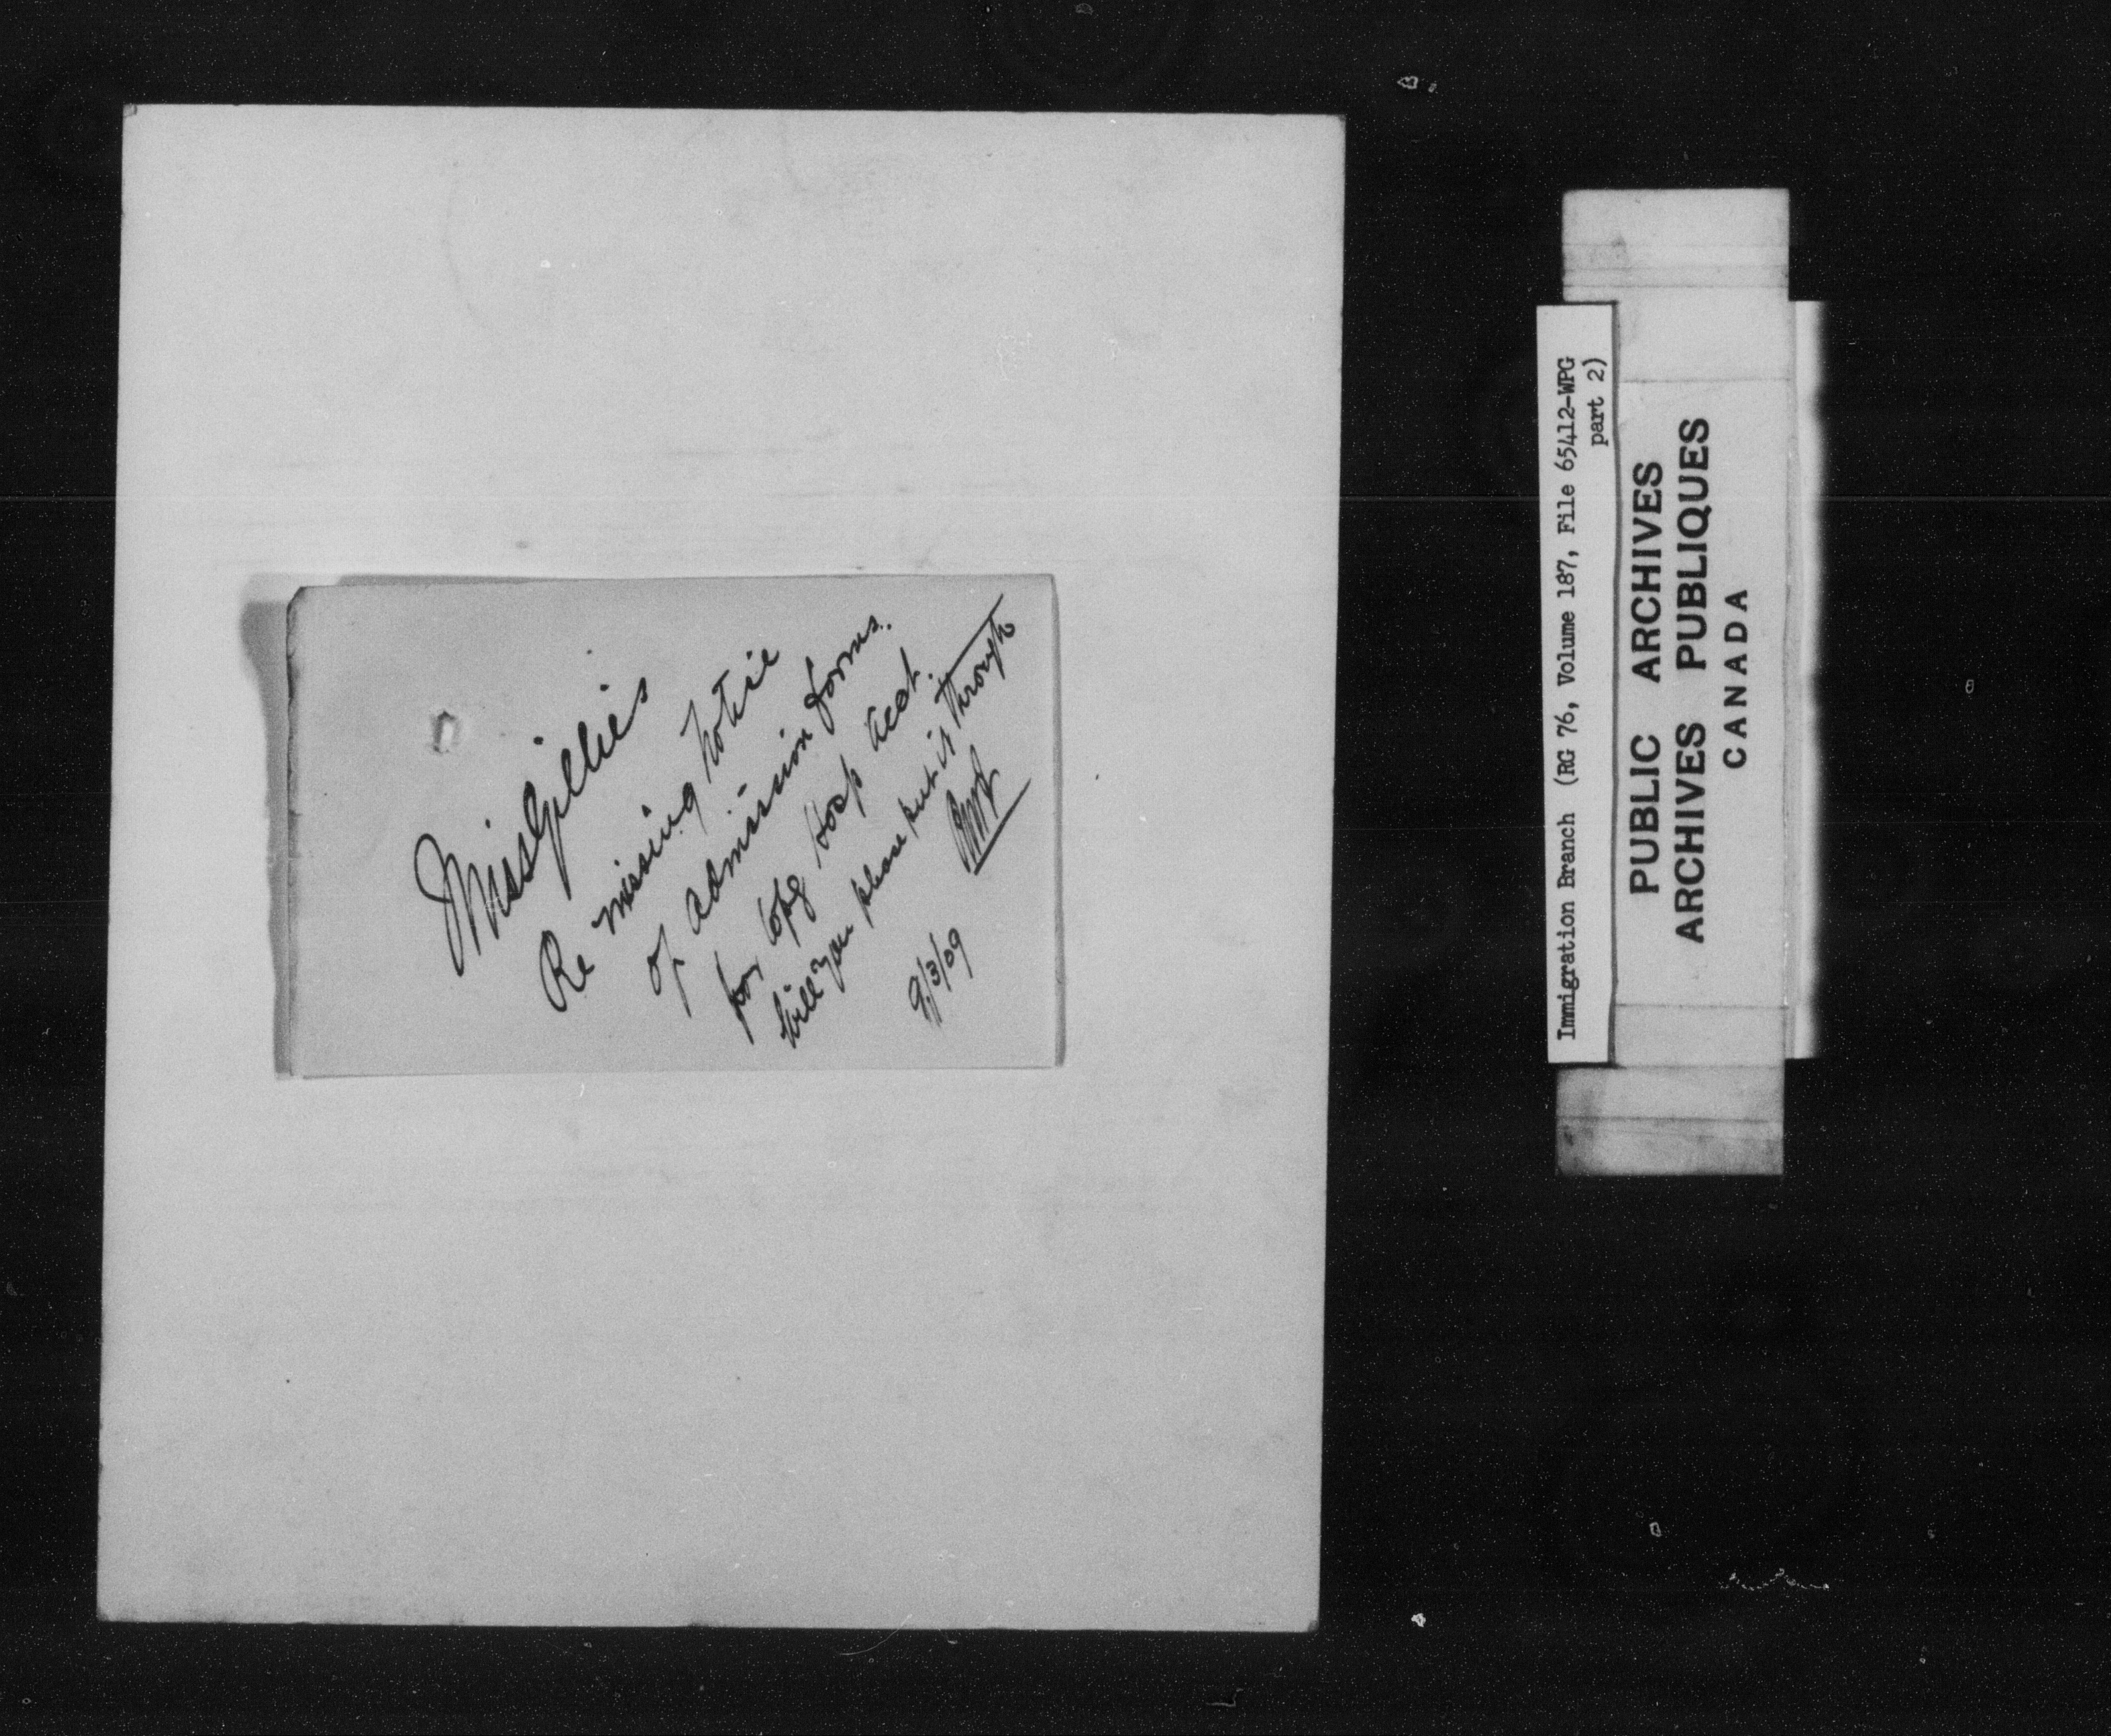 Miss Gillies
Re missing notice
of admission forms.
for Wpg Hosp acct.
Will you please put it through
9/3/09
Immigration Branch (RG 76, Volume 187, File 65412-WPG
part 2)
PUBLIC ARCHIVES
ARCHIVES PUBLIQUES
CANADA